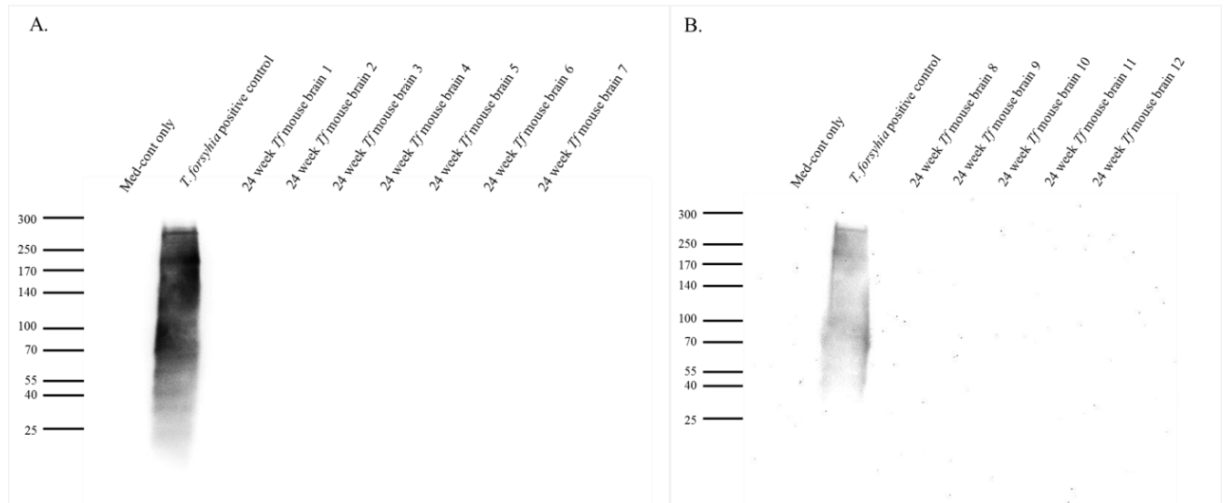 A.
Med-cont only
T. forsyhia positive control
24 week Tf mouse brain 1
24 week Tf mouse brain 2
24 week Tf mouse brain 3
24 week Tf mouse brain 4
24 week Tf mouse brain 5
24 week Tf mouse brain 6
24 week Tf mouse brain 7
300
250
170
140
100
70
55
40
25
B.
Med-cont only
T. forsyhia positive control
24 week Tf mouse brain 8
24 week Tf mouse brain 9
24 week Tf mouse brain 10
24 week Tf mouse brain 11
24 week Tf mouse brain 12
300
250
170
140
100
70
55
40
25